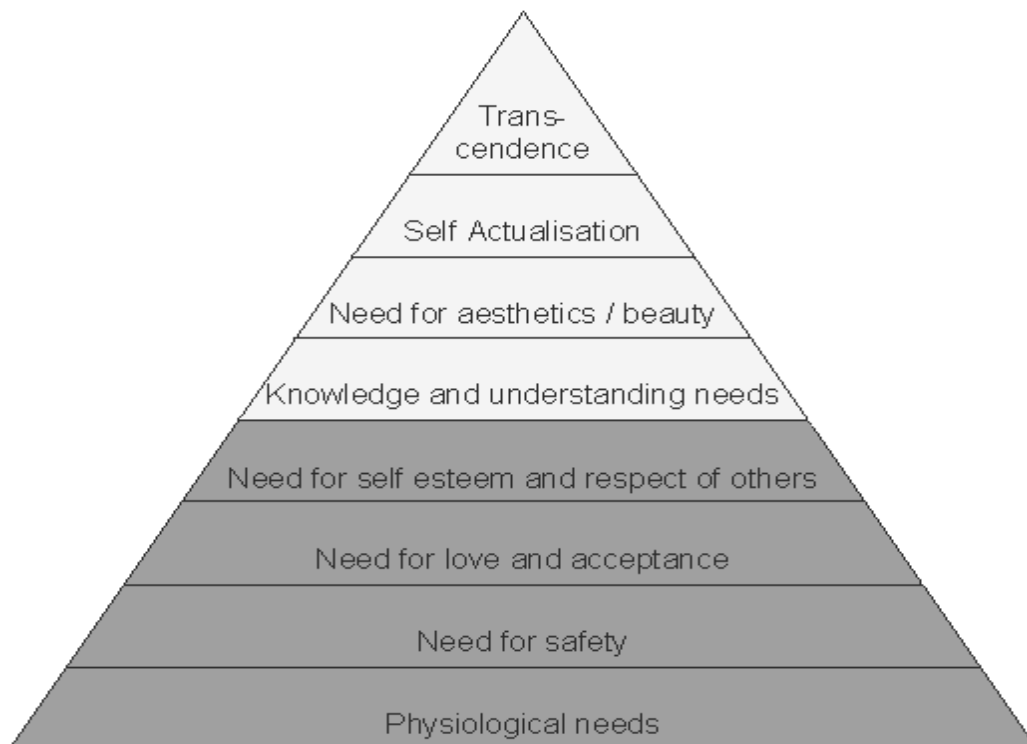 Trans-
cendence
Self Actualisation
Need for aesthetics / beauty
Knowledge and understanding needs
Need for self esteem and respect of others
Need for love and acceptance
Need for safety
Physiological needs